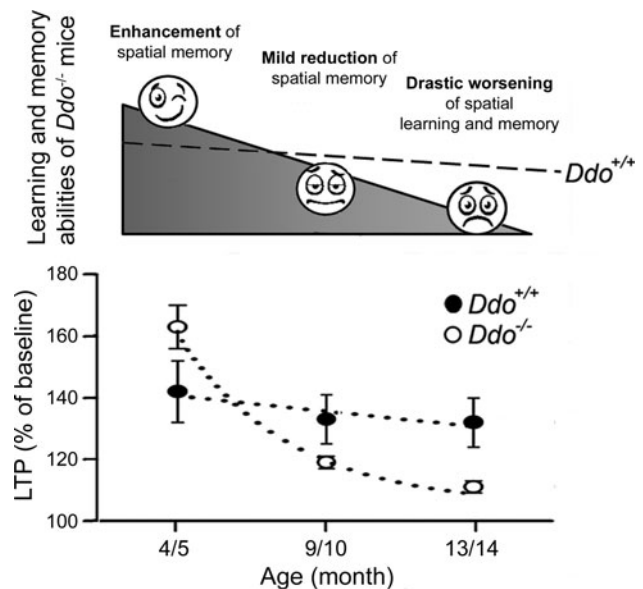 Learning and memory
abilities of Ddo-/- mice
Enhancement of
spatial memory
Mild reduction of
spatial memory
Drastic worsening
of spatial
learning and memory
Ddo+/+
LTP (% of baseline)
180
160
140
120
100
Ddo+/+
Ddo-/-
4/5
9/10
13/14
Age (month)